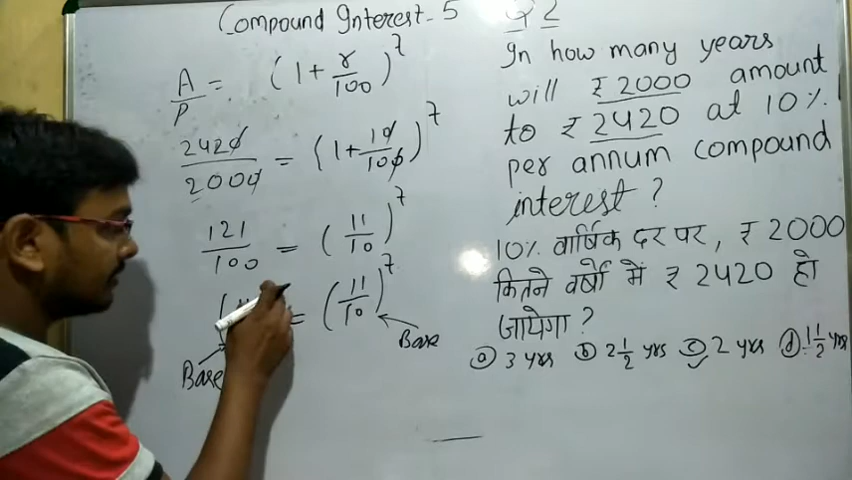 Compound Interest - 5
A/P = (1 + r/100)^7
2420/2000 = (1 + 10/100)^7
121/100 = (11/10)^7
= (11/10)^7
Base
Base
Q 2
In how many years
will ₹ 2000 amount
to ₹ 2420 at 10%
per annum compound
interest?
10% वार्षिक दर पर, ₹ 2000
कितने वर्षो में ₹ 2420 हो
जायेगा?
(a) 3 yrs (b) 2 1/2 yrs (c) 2 yrs (d) 1 1/2 yrs